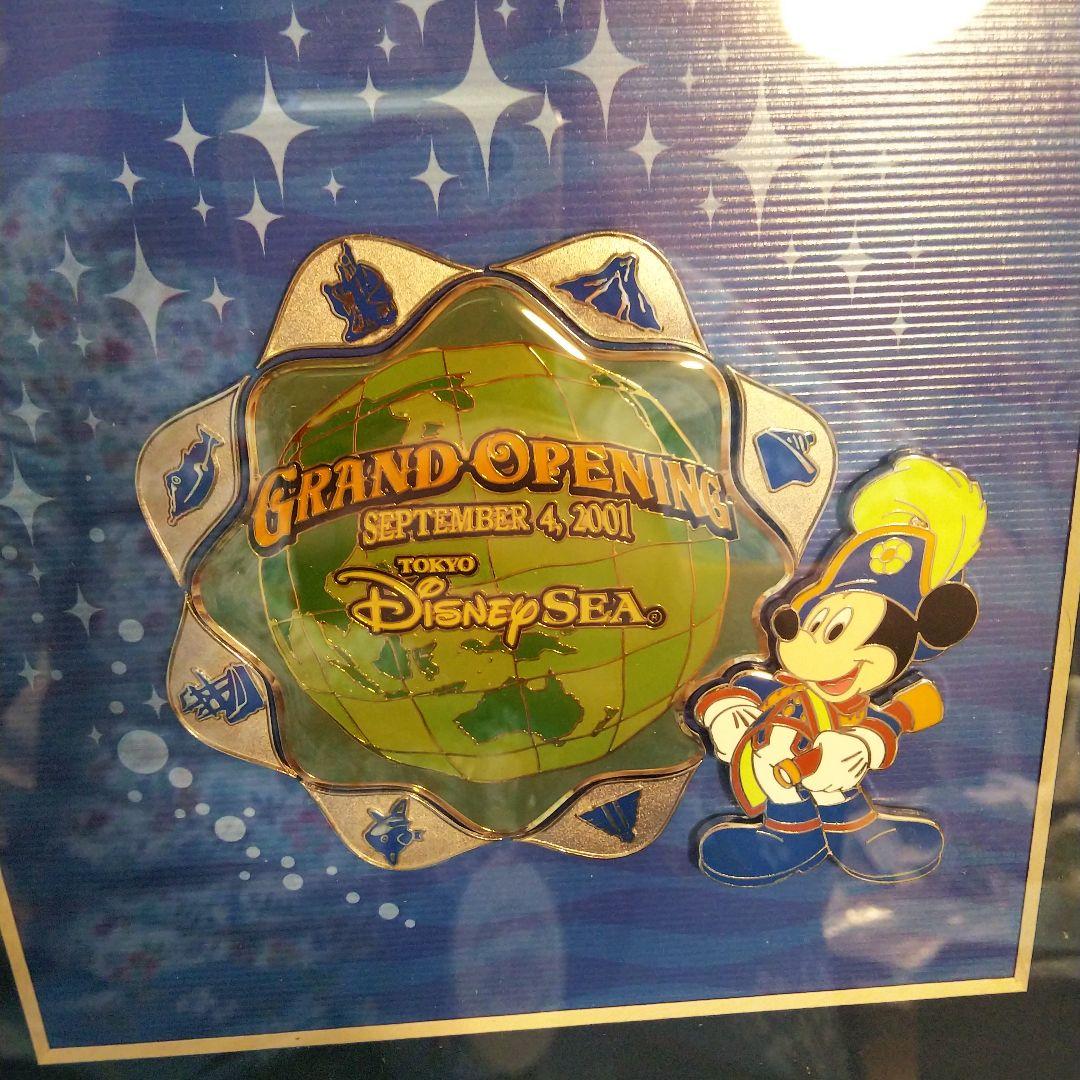 GRAND OPENING
SEPTEMBER 4, 2001
TOKYO
DISNEYSEA®